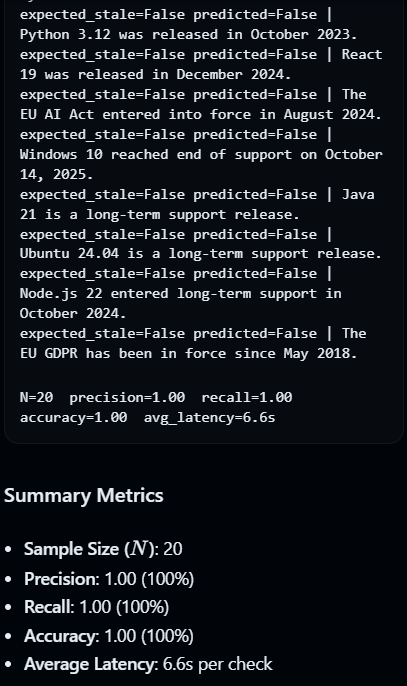 expected_stale=False predicted=False |
Python 3.12 was released in October 2023.
expected_stale=False predicted=False | React
19 was released in December 2024.
expected_stale=False predicted=False | The
EU AI Act entered into force in August 2024.
expected_stale=False predicted=False |
Windows 10 reached end of support on October
14, 2025.
expected_stale=False predicted=False | Java
21 is a long-term support release.
expected_stale=False predicted=False |
Ubuntu 24.04 is a long-term support release.
expected_stale=False predicted=False |
Node.js 22 entered long-term support in
October 2024.
expected_stale=False predicted=False | The
EU GDPR has been in force since May 2018.
N=20 precision=1.00 recall=1.00
accuracy=1.00 avg_latency=6.6s
Summary Metrics
• Sample Size (N): 20
• Precision: 1.00 (100%)
• Recall: 1.00 (100%)
• Accuracy: 1.00 (100%)
• Average Latency: 6.6s per check